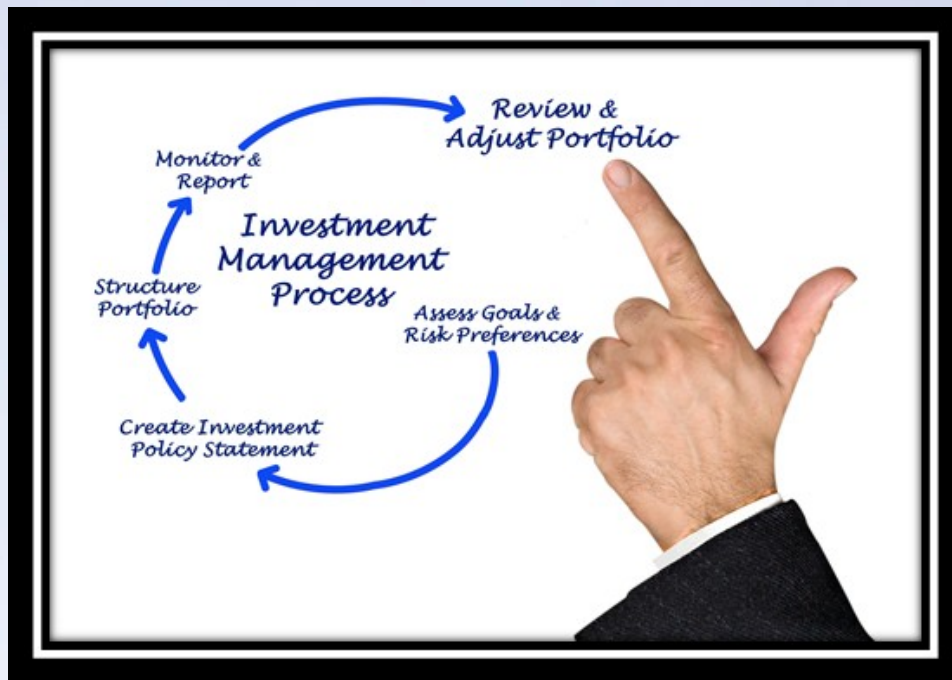 Review &
Adjust Portfolio
Monitor &
Report
Investment
Management
Process
Structure
Portfolio
Assess Goals &
Risk Preferences
Create Investment
Policy Statement